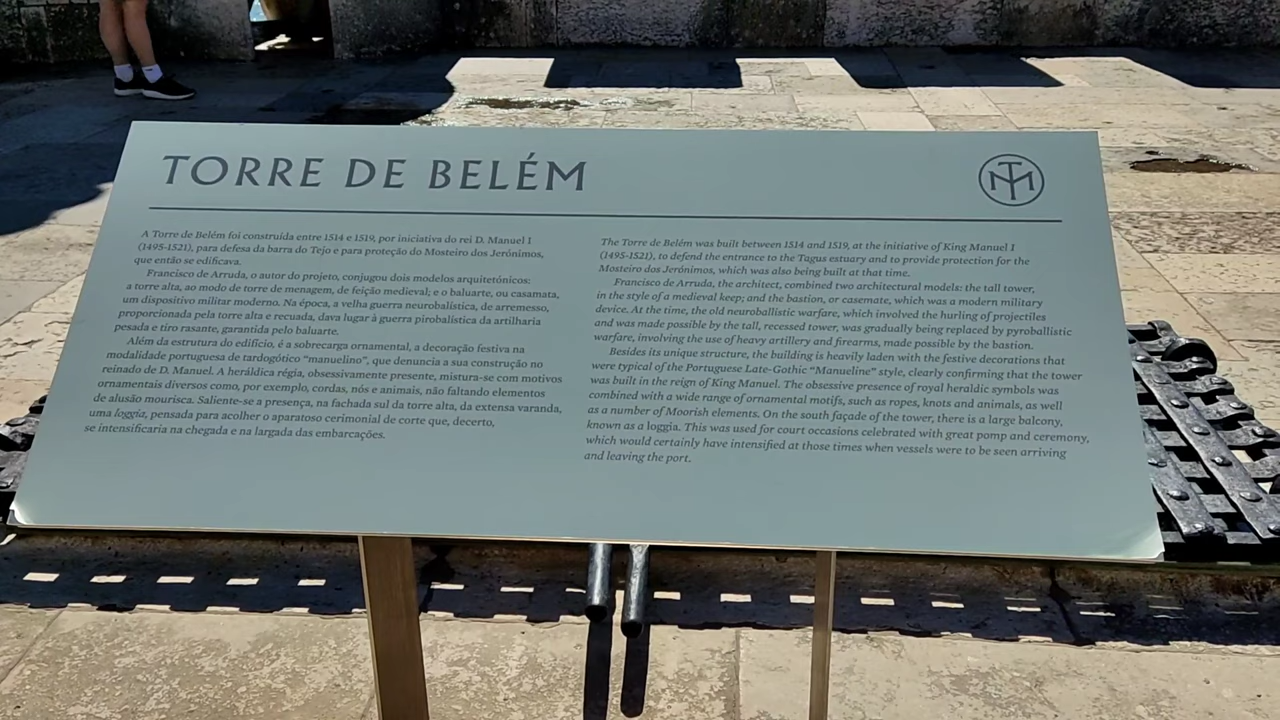 TORRE DE BELÉM
A Torre de Belém foi construída entre 1514 e 1519, por iniciativa do rei D. Manuel I
(1495-1521), para defesa da barra do Tejo e para proteção do Mosteiro dos Jerónimos,
que então se edificava.
Francisco de Arruda, o autor do projeto, conjugou dois modelos arquitetónicos:
a torre alta, ao modo de torre de menagem, de feição medieval; e o baluarte, ou casamata,
um dispositivo militar moderno. Na época, a velha guerra neurobalística, de arremesso,
proporcionada pela torre alta e recuada, dava lugar à guerra pirobalística da artilharia
pesada e tiro rasante, garantida pelo baluarte.
Além da estrutura do edifício, é a sobrecarga ornamental, a decoração festiva na
modalidade portuguesa de tardogótico "manuelino", que denuncia a sua construção no
reinado de D. Manuel. A heráldica régia, obsessivamente presente, mistura-se com motivos
ornamentais diversos como, por exemplo, cordas, nós e animais, não faltando elementos
de alusão mourisca. Saliente-se a presença, na fachada sul da torre alta, da extensa varanda,
uma loggia, pensada para acolher o aparatoso cerimonial de corte que, decerto,
se intensificaria na chegada e na largada das embarcações.
The Torre de Belém was built between 1514 and 1519, at the initiative of King Manuel I
(1495-1521), to defend the entrance to the Tagus estuary and to provide protection for the
Mosteiro dos Jerónimos, which was also being built at that time.
Francisco de Arruda, the architect, combined two architectural models: the tall tower,
in the style of a medieval keep; and the bastion, or casemate, which was a modern military
device. At the time, the old neuroballistic warfare, which involved the hurling of projectiles
and was made possible by the tall, recessed tower, was gradually being replaced by pyroballistic
warfare, involving the use of heavy artillery and firearms, made possible by the bastion.
Besides its unique structure, the building is heavily laden with the festive decorations that
were typical of the Portuguese Late-Gothic "Manueline" style, clearly confirming that the tower
was built in the reign of King Manuel. The obsessive presence of royal heraldic symbols was
combined with a wide range of ornamental motifs, such as ropes, knots and animals, as well
as a number of Moorish elements. On the south façade of the tower, there is a large balcony,
known as a loggia. This was used for court occasions celebrated with great pomp and ceremony,
which would certainly have intensified at those times when vessels were to be seen arriving
and leaving the port.